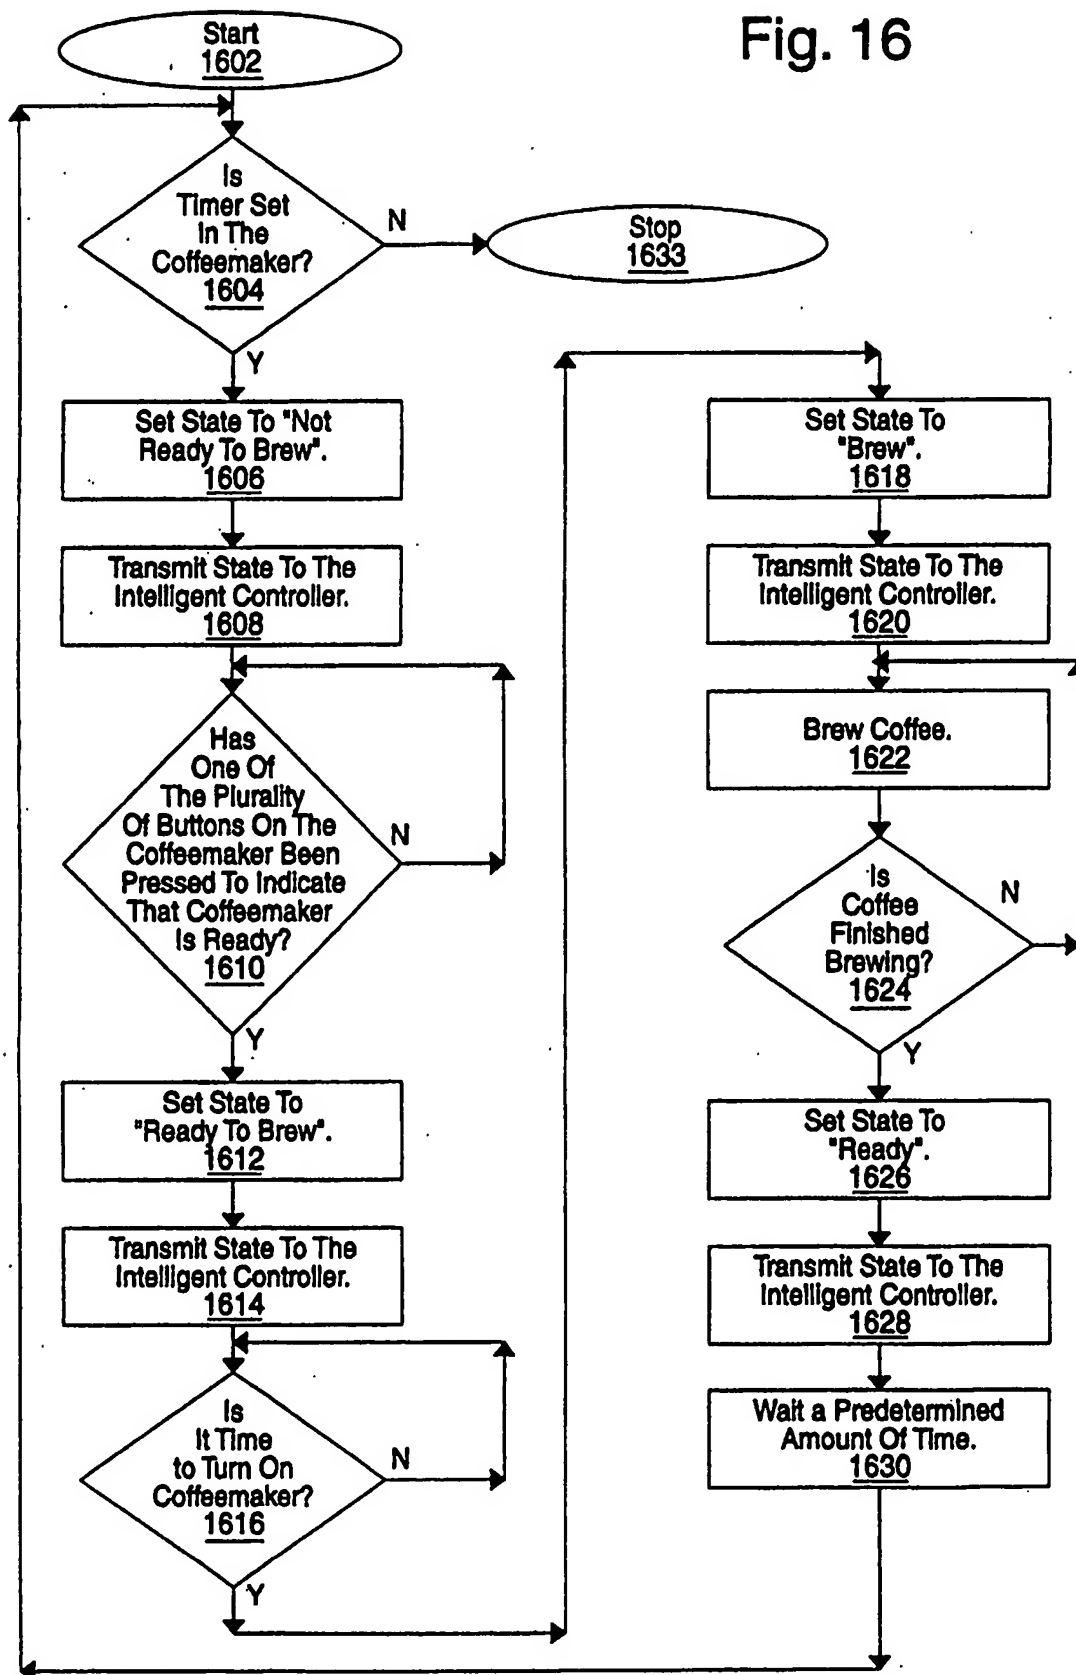 Fig. 16
Start
1602
Is
Timer Set
In The
Coffeemaker?
1604
N
Stop
1633
Y
Set State To "Not
Ready To Brew".
1606
Transmit State To The
Intelligent Controller.
1608
Has
One Of
The Plurality
Of Buttons On The
Coffeemaker Been
Pressed To Indicate
That Coffeemaker
Is Ready?
1610
N
Y
Set State To
"Ready To Brew".
1612
Transmit State To The
Intelligent Controller.
1614
Is
It Time
to Turn On
Coffeemaker?
1616
N
Y
Set State To
"Brew".
1618
Transmit State To The
Intelligent Controller.
1620
Brew Coffee.
1622
Is
Coffee
Finished
Brewing?
1624
N
Y
Set State To
"Ready".
1626
Transmit State To The
Intelligent Controller.
1628
Wait a Predetermined
Amount Of Time.
1630